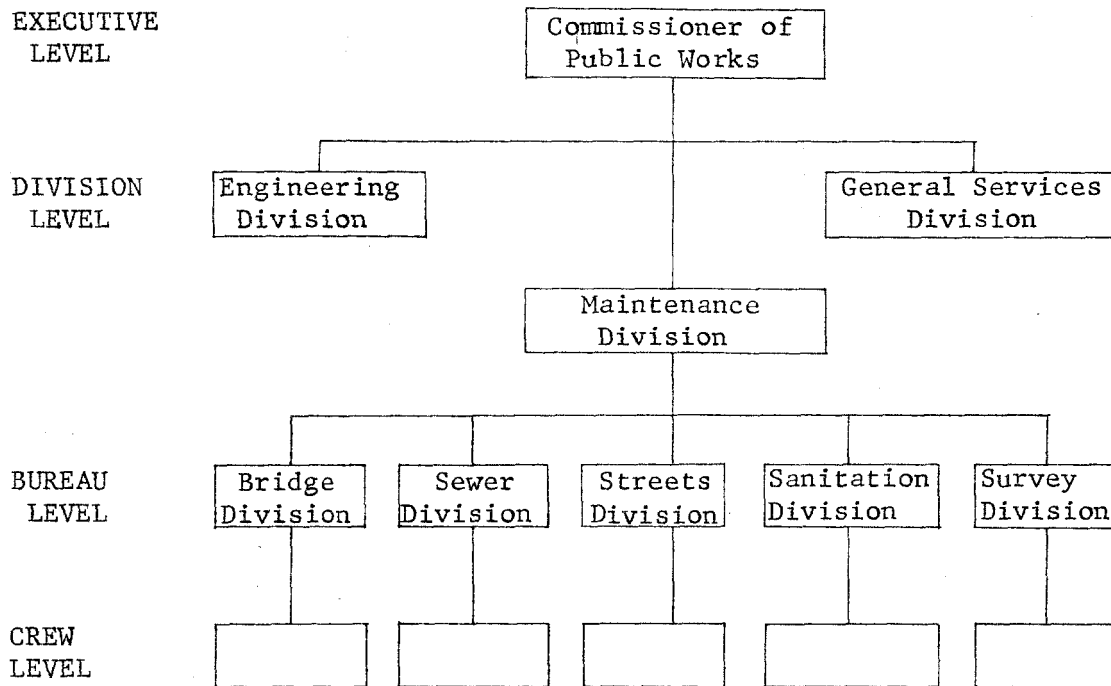 EXECUTIVE
LEVEL
Commissioner of
Public Works
DIVISION
LEVEL
Engineering
Division
General Services
Division
Maintenance
Division
BUREAU
LEVEL
Bridge
Division
Sewer
Division
Streets
Division
Sanitation
Division
Survey
Division
CREW
LEVEL